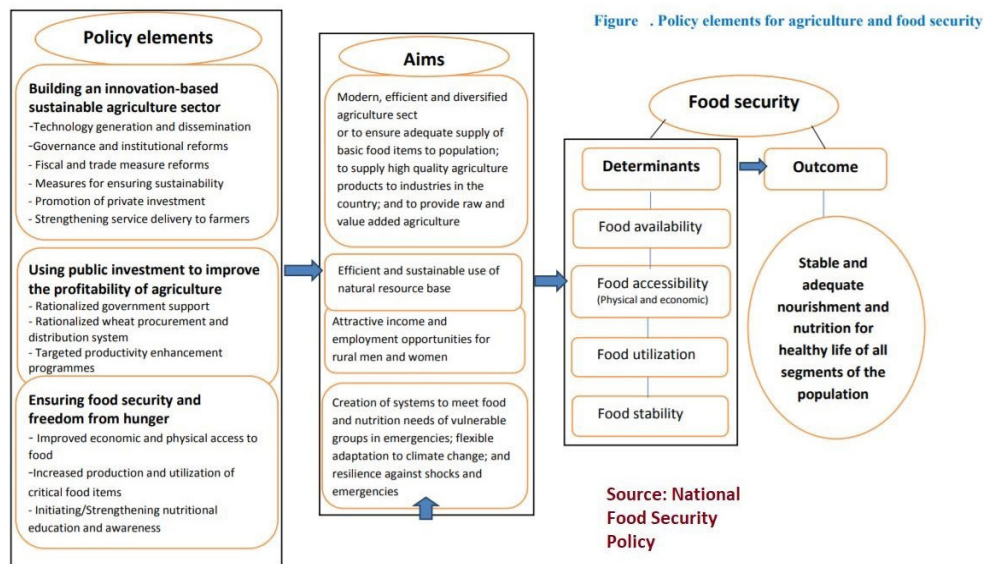 Figure . Policy elements for agriculture and food security
Policy elements
Building an innovation-based
sustainable agriculture sector
-Technology generation and dissemination
-Governance and institutional reforms
- Fiscal and trade measure reforms
- Measures for ensuring sustainability
- Promotion of private investment
- Strengthening service delivery to farmers
Using public investment to improve
the profitability of agriculture
- Rationalized government support
- Rationalized wheat procurement and
distribution system
- Targeted productivity enhancement
programmes
Ensuring food security and
freedom from hunger
- Improved economic and physical access to
food
-Increased production and utilization of
critical food items
- Initiating/Strengthening nutritional
education and awareness
Aims
Modern, efficient and diversified
agriculture sect
or to ensure adequate supply of
basic food items to population;
to supply high quality agriculture
products to industries in the
country; and to provide raw and
value added agriculture
Efficient and sustainable use of
natural resource base
Attractive income and
employment opportunities for
rural men and women
Creation of systems to meet food
and nutrition needs of vulnerable
groups in emergencies; flexible
adaptation to climate change; and
resilience against shocks and
emergencies
Food security
Determinants
Food availability
Food accessibility
(Physical and economic)
Food utilization
Food stability
Outcome
Stable and
adequate
nourishment and
nutrition for
healthy life of all
segments of the
population
Source: National
Food Security
Policy